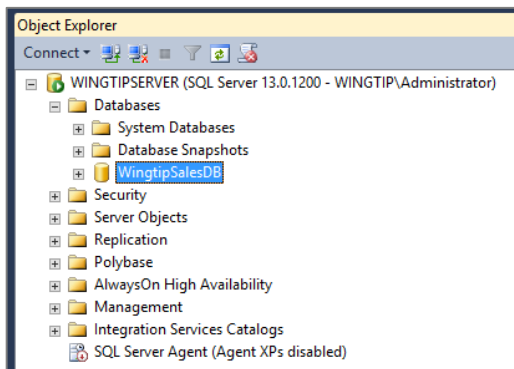 Object Explorer
Connect
WINGTIPSERVER (SQL Server 13.0.1200 - WINGTIP\Administrator)
Databases
System Databases
Database Snapshots
WingtipSalesDB
Security
Server Objects
Replication
Polybase
AlwaysOn High Availability
Management
Integration Services Catalogs
SQL Server Agent (Agent XPs disabled)